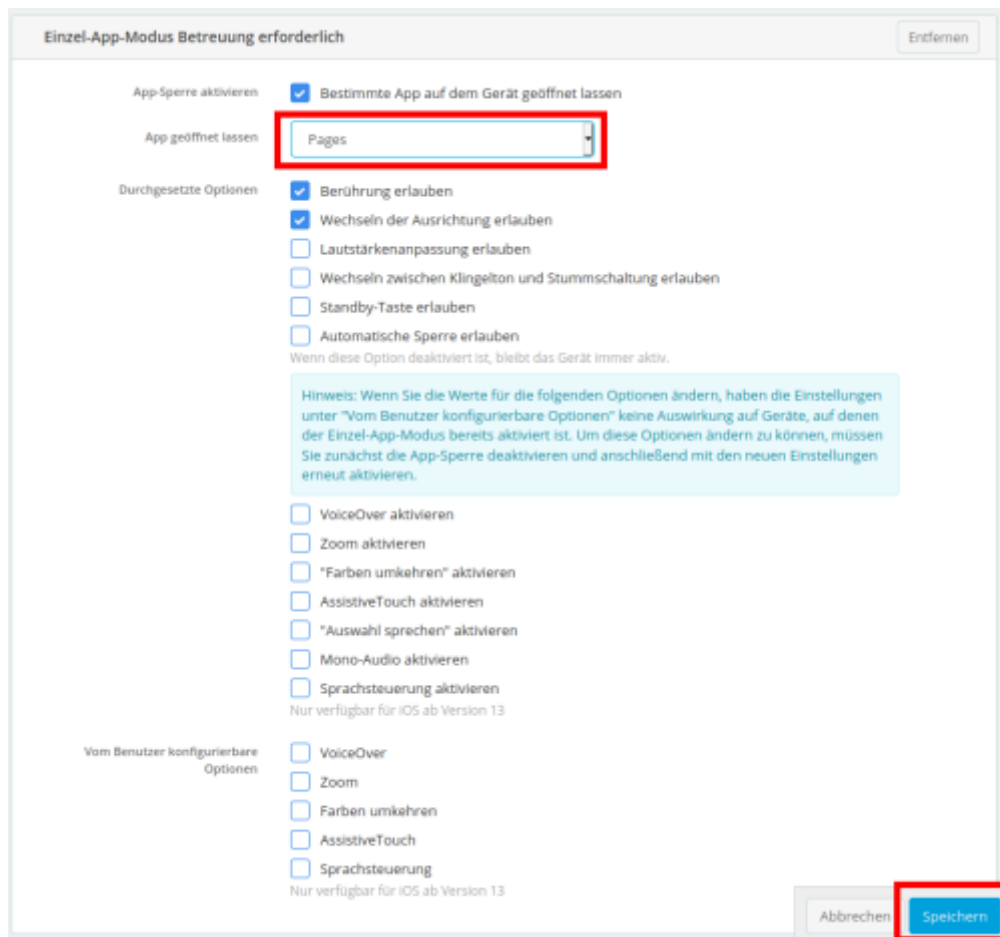 Einzel-App-Modus Betreuung erforderlich
Entfernen
App-Sperre aktivieren
Bestimmte App auf dem Gerät geöffnet lassen
App geöffnet lassen
Pages
Durchgesetzte Optionen
Berührung erlauben
Wechseln der Ausrichtung erlauben
Lautstärkenanpassung erlauben
Wechseln zwischen Klingelton und Stummschaltung erlauben
Standby-Taste erlauben
Automatische Sperre erlauben
Wenn diese Option deaktiviert ist, bleibt das Gerät immer aktiv.
Hinweis: Wenn Sie die Werte für die folgenden Optionen ändern, haben die Einstellungen
unter "Vom Benutzer konfigurierbare Optionen" keine Auswirkung auf Geräte, auf denen
der Einzel-App-Modus bereits aktiviert ist. Um diese Optionen ändern zu können, müssen
Sie zunächst die App-Sperre deaktivieren und anschließend mit den neuen Einstellungen
erneut aktivieren.
VoiceOver aktivieren
Zoom aktivieren
"Farben umkehren" aktivieren
AssistiveTouch aktivieren
"Auswahl sprechen" aktivieren
Mono-Audio aktivieren
Sprachsteuerung aktivieren
Nur verfügbar für iOS ab Version 13
Vom Benutzer konfigurierbare
Optionen
VoiceOver
Zoom
Farben umkehren
AssistiveTouch
Sprachsteuerung
Nur verfügbar für iOS ab Version 13
Abbrechen
Speichern